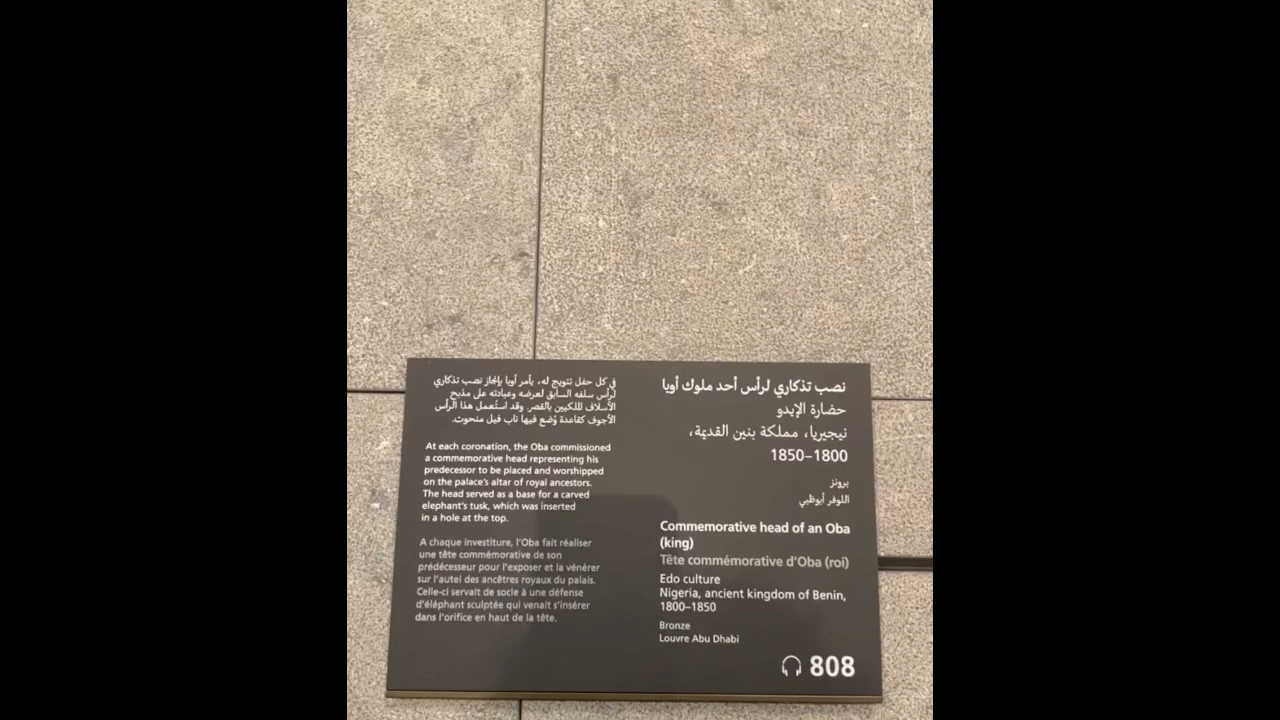 في كل حفل تتويج له، يأمر أوبا بإنجاز نصب تذكاري
لرأس سلفه السابق لعرضه وعبادته على مذبح
الأسلاف الملكيين بالقصر. وقد استُعمل هذا الرأس
الأجوف كقاعدة وُضع فيها ناب فيل منحوت.
At each coronation, the Oba commissioned
a commemorative head representing his
predecessor to be placed and worshipped
on the palace's altar of royal ancestors.
The head served as a base for a carved
elephant's tusk, which was inserted
in a hole at the top.
A chaque investiture, l'Oba fait réaliser
une tête commémorative de son
prédécesseur pour l'exposer et la vénérer
sur l'autel des ancêtres royaux du palais.
Celle-ci servait de socle à une défense
d'éléphant sculptée qui venait s'insérer
dans l'orifice en haut de la tête.
نصب تذكاري لرأس أحد ملوك أوبا
حضارة الإيدو
نيجيريا، مملكة بنين القديمة،
1800–1850
برونز
اللوفر أبوظبي
Commemorative head of an Oba
(king)
Tête commémorative d'Oba (roi)
Edo culture
Nigeria, ancient kingdom of Benin,
1800–1850
Bronze
Louvre Abu Dhabi
808